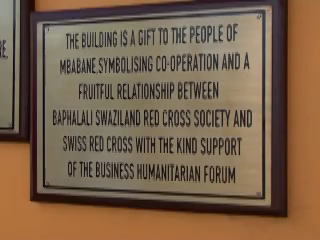 THE BUILDING IS A GIFT TO THE PEOPLE OF
MBABANE, SYMBOLISING CO-OPERATION AND A
FRUITFUL RELATIONSHIP BETWEEN
BAPHALALI SWAZILAND RED CROSS SOCIETY AND
SWISS RED CROSS WITH THE KIND SUPPORT
OF THE BUSINESS HUMANITARIAN FORUM